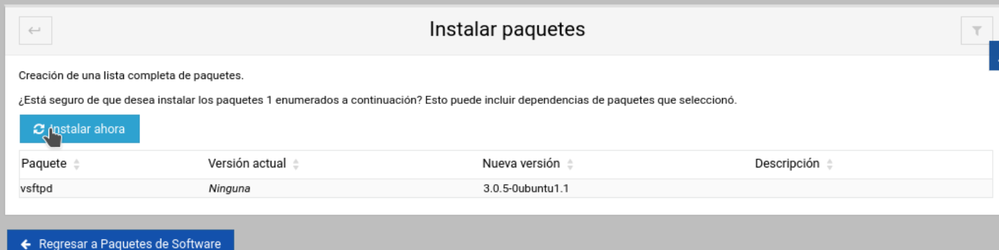 Instalar paquetes
Creación de una lista completa de paquetes.
¿Está seguro de que desea instalar los paquetes 1 enumerados a continuación? Esto puede incluir dependencias de paquetes que seleccionó.
Instalar ahora
Paquete Versión actual Nueva versión Descripción
vsftpd Ninguna 3.0.5-0ubuntu1.1
Regresar a Paquetes de Software